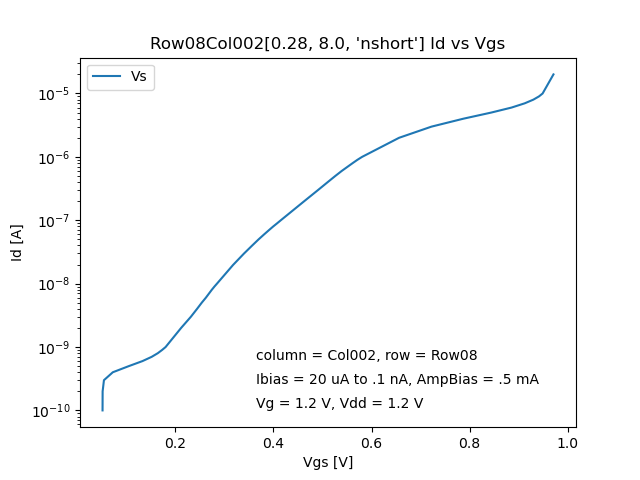 Row08Col002[0.28, 8.0, 'nshort'] Id vs Vgs
Vs
10⁻⁵
10⁻⁶
10⁻⁷
10⁻⁸
10⁻⁹
10⁻¹⁰
Id [A]
column = Col002, row = Row08
Ibias = 20 uA to .1 nA, AmpBias = .5 mA
Vg = 1.2 V, Vdd = 1.2 V
0.2 0.4 0.6 0.8 1.0
Vgs [V]